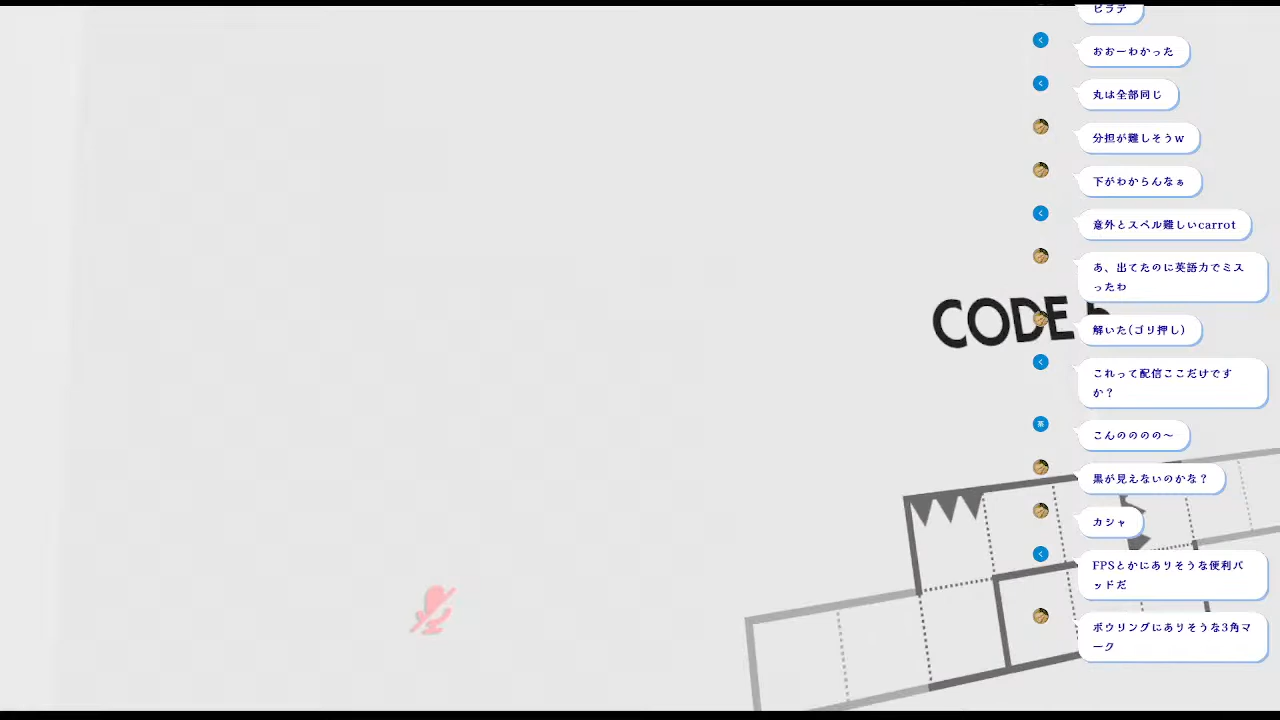 ピラテ
おおーわかった
丸は全部同じ
分担が難しそうw
下がわからんなぁ
意外とスペル難しいcarrot
あ、出てたのに英語力でミス
ったわ
CODE
解いた(ゴリ押し)
これって配信ここだけです
か？
茶
こんのののの〜
黒が見えないのかな？
カシャ
FPSとかにありそうな便利パ
ッドだ
ボウリングにありそうな3角マ
ーク